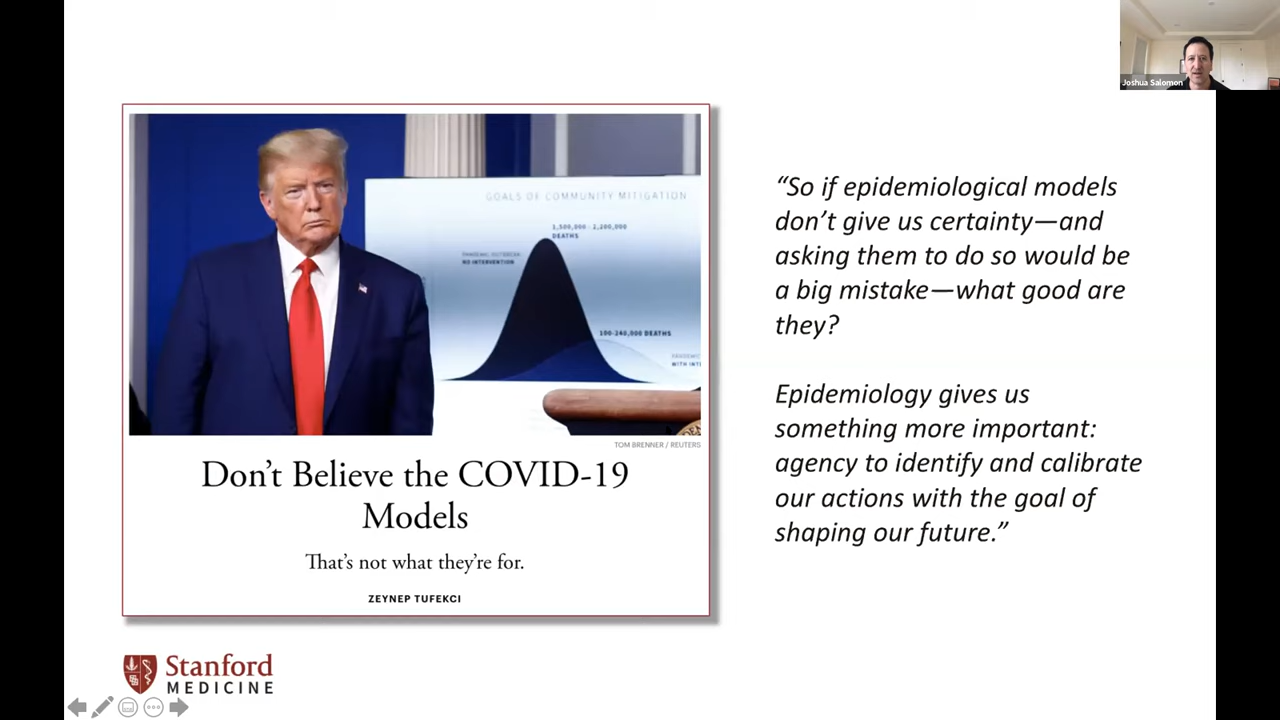 Joshua Salomon
GOALS OF COMMUNITY MITIGATION
1,500,000 - 2,200,000
DEATHS
PANDEMIC OUTBREAK
NO INTERVENTION
100-240,000 DEATHS
PANDEMIC
WITH INT
TOM BRENNER / REUTERS
Don’t Believe the COVID-19
Models
That’s not what they’re for.
ZEYNEP TUFEKCI
“So if epidemiological models
don’t give us certainty—and
asking them to do so would be
a big mistake—what good are
they?
Epidemiology gives us
something more important:
agency to identify and calibrate
our actions with the goal of
shaping our future.”
Stanford
MEDICINE